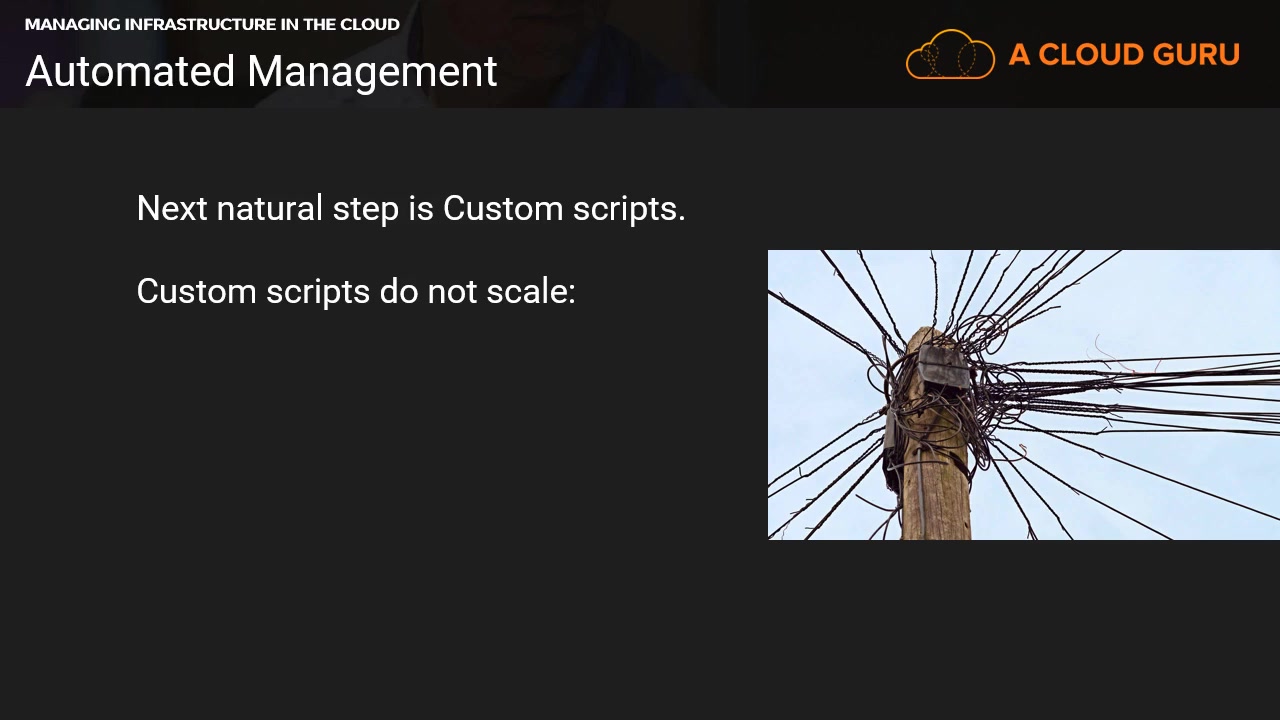 MANAGING INFRASTRUCTURE IN THE CLOUD
Automated Management
A CLOUD GURU
Next natural step is Custom scripts.
Custom scripts do not scale: